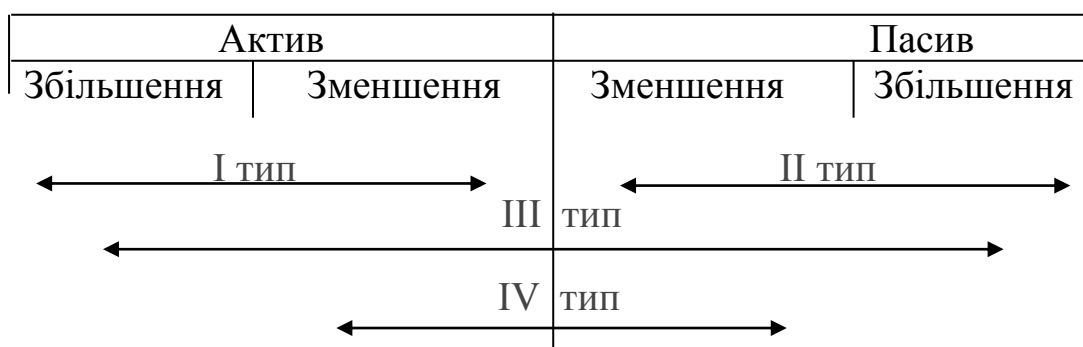 Актив Пасив
Збільшення Зменшення Зменшення Збільшення
I тип II тип
III тип
IV тип